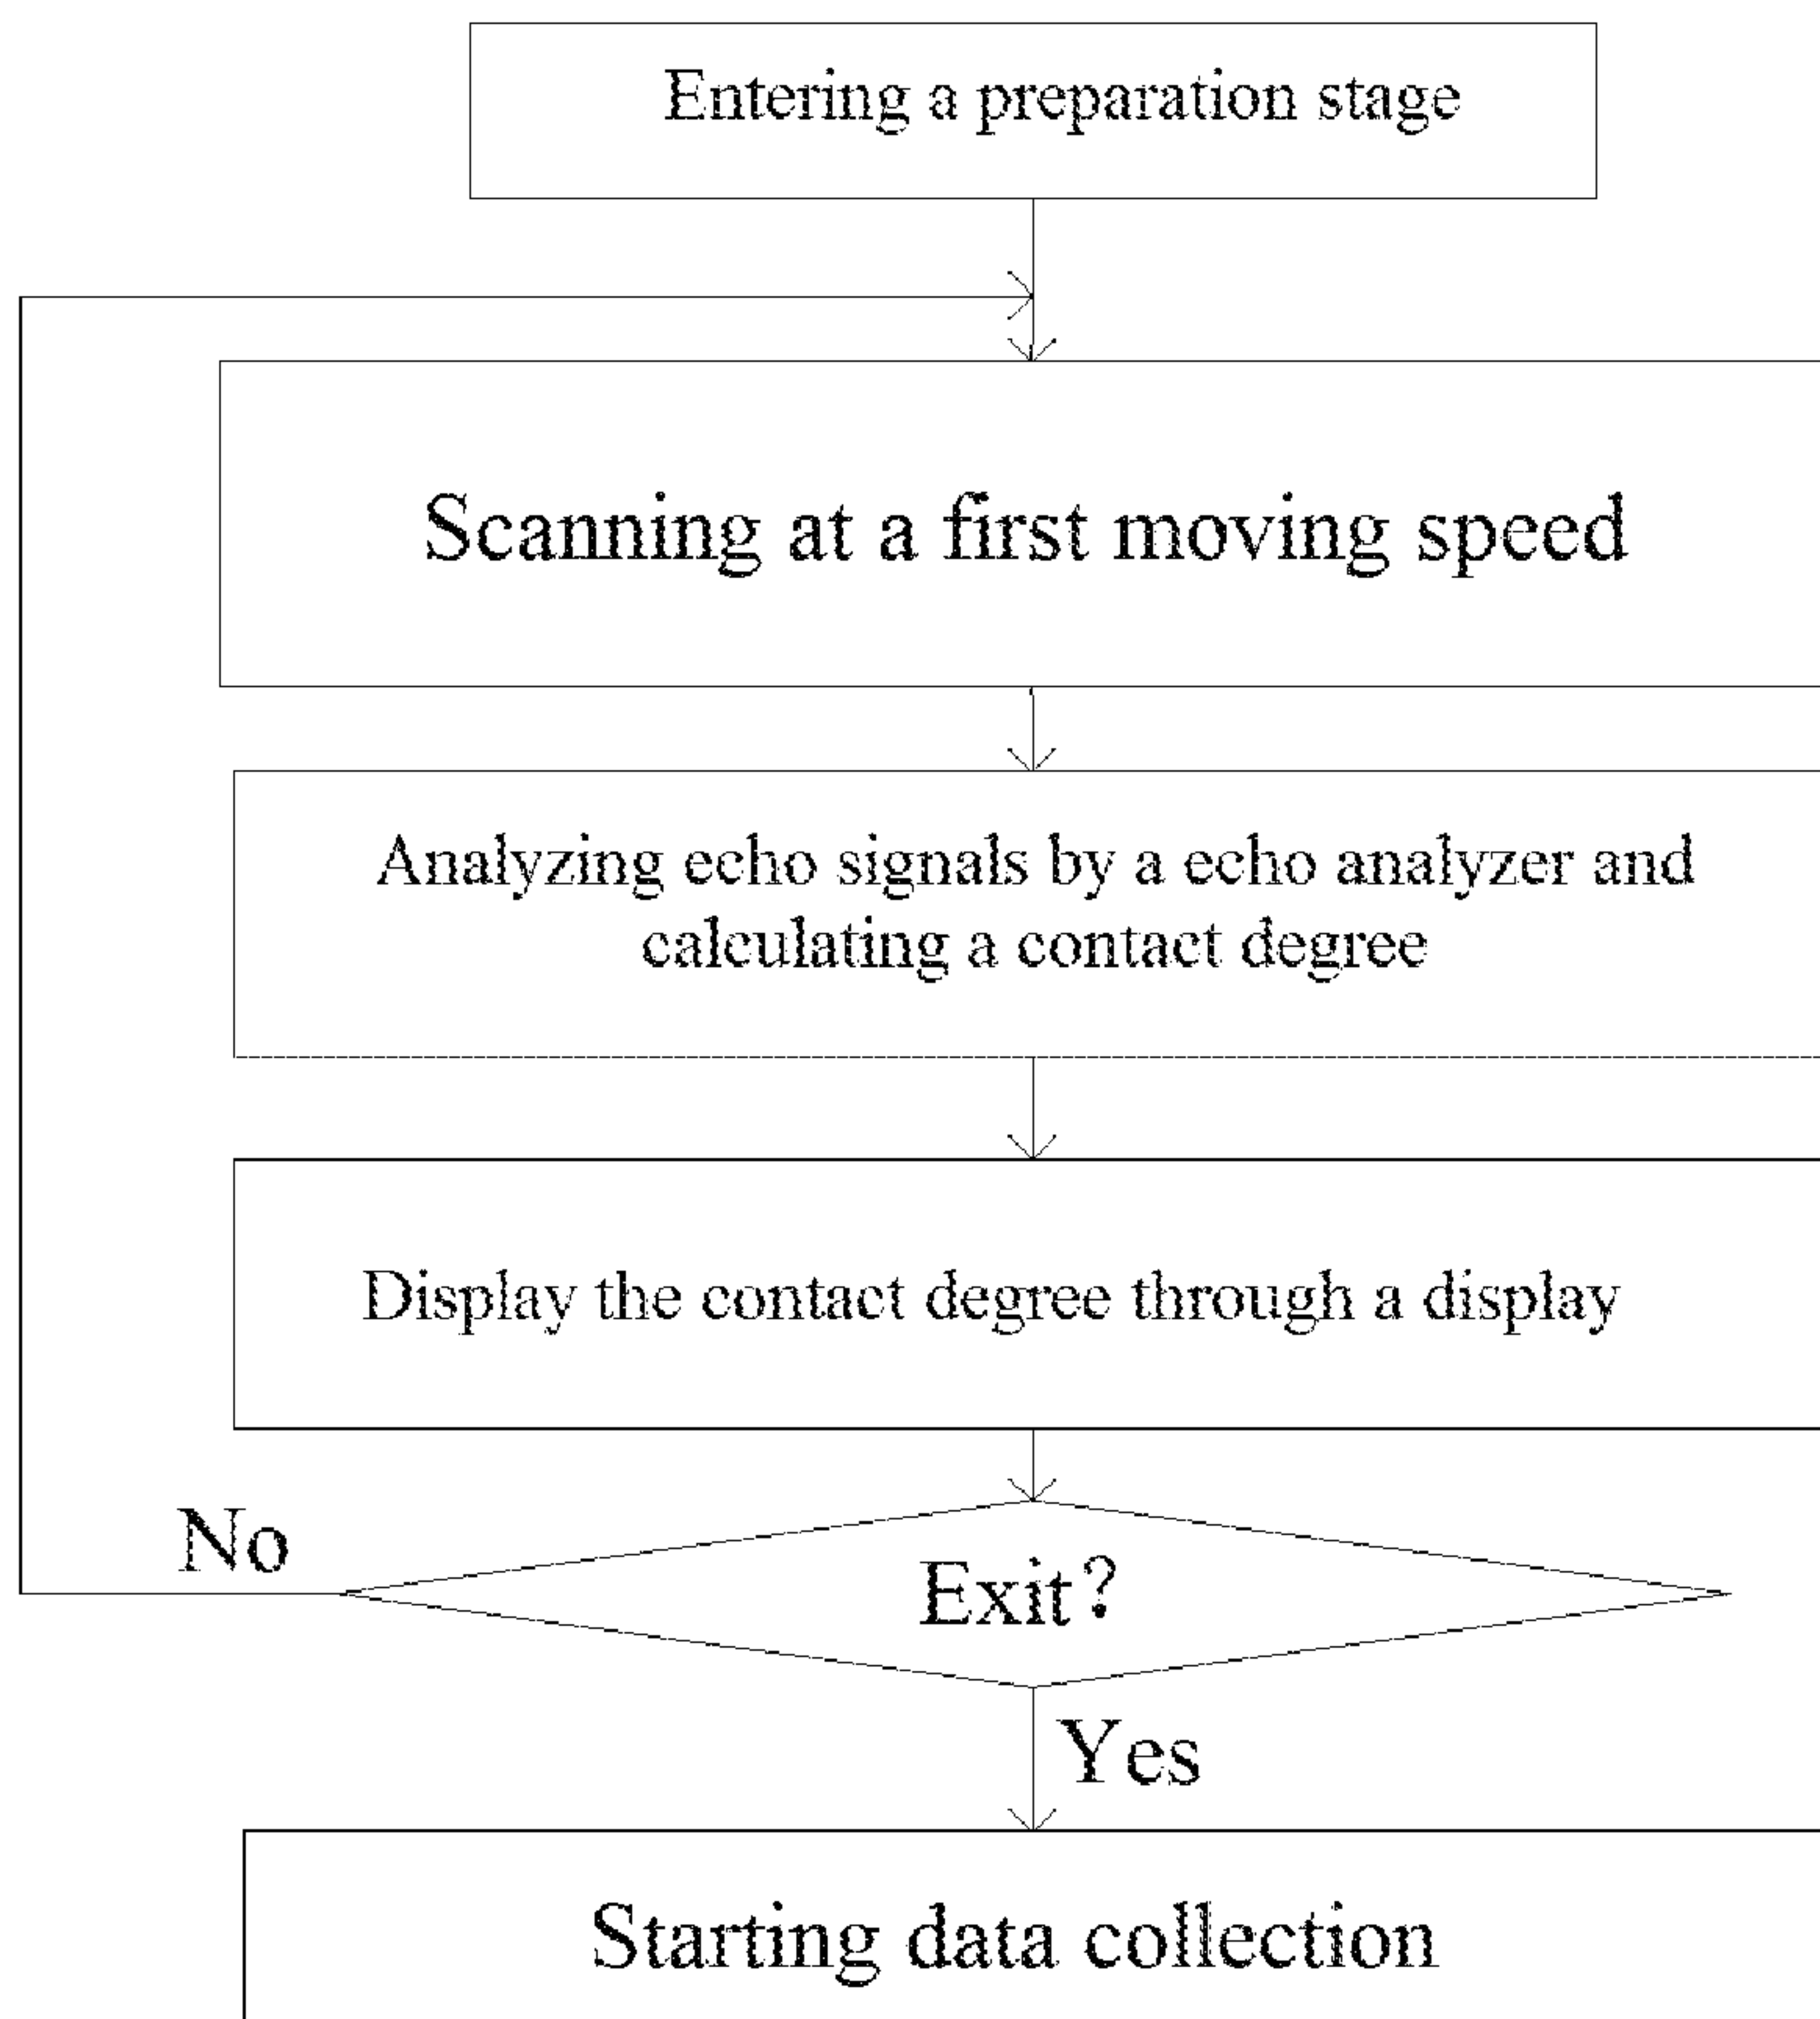 Entering a preparation stage
Scanning at a first moving speed
Analyzing echo signals by a echo analyzer and
calculating a contact degree
Display the contact degree through a display
No
Exit?
Yes
Starting data collection